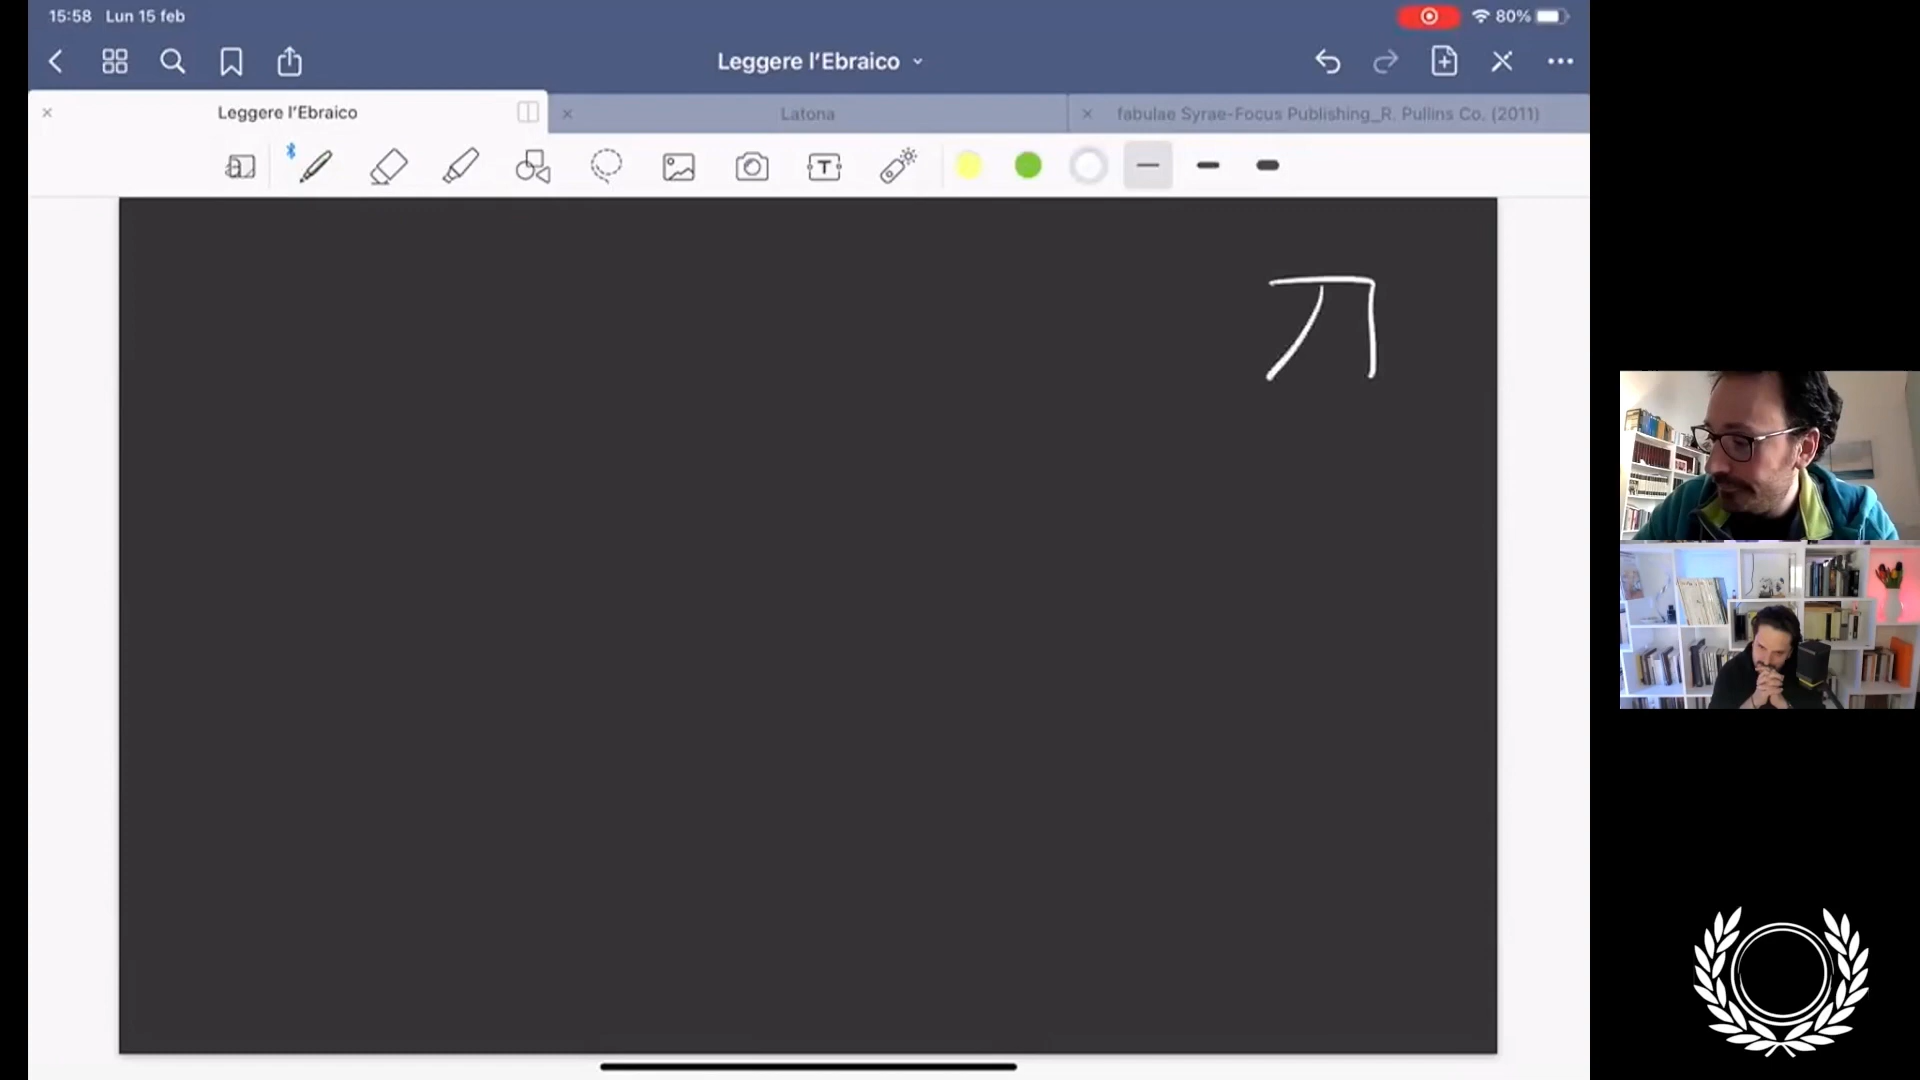 15:58 Lun 15 feb
80%
Leggere l'Ebraico
Leggere l'Ebraico
Latona
fabulae Syrae-Focus Publishing_R. Pullins Co. (2011)